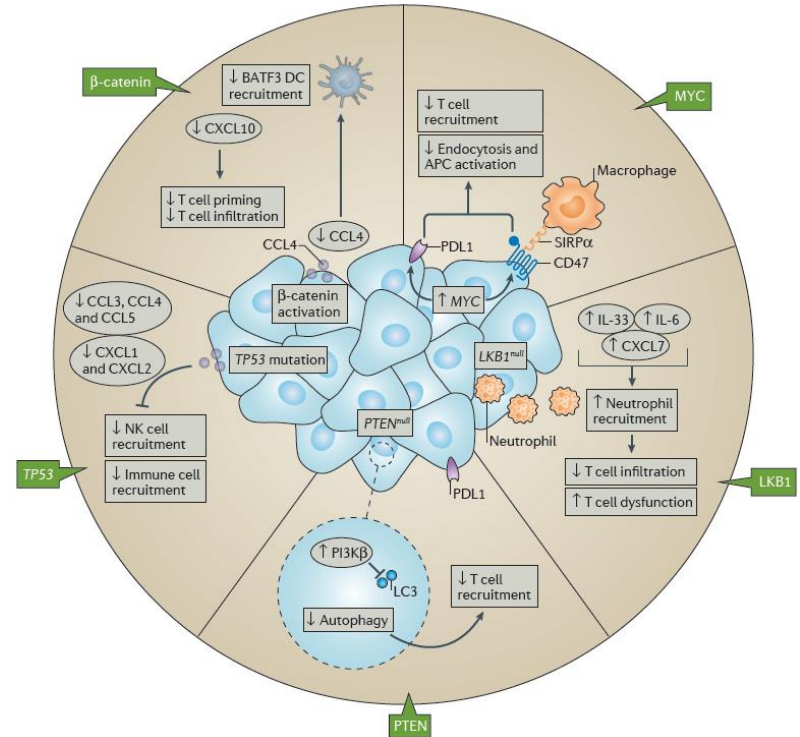 β-catenin
↓ BATF3 DC
recruitment
↓ CXCL10
↓ T cell priming
↓ T cell infiltration
↓ CCL4
CCL4
β-catenin
activation
MYC
↓ T cell
recruitment
↓ Endocytosis and
APC activation
Macrophage
SIRPα
CD47
PDL1
↑ MYC
↓ CCL3, CCL4
and CCL5
↓ CXCL1
and CXCL2
TP53 mutation
↓ NK cell
recruitment
↓ Immune cell
recruitment
TP53
LKB1null
↑ IL-33
↑ IL-6
↑ CXCL7
↑ Neutrophil
recruitment
↓ T cell infiltration
↑ T cell dysfunction
Neutrophil
LKB1
PTENnull
PDL1
↑ PI3Kβ
LC3
↓ Autophagy
↓ T cell
recruitment
PTEN